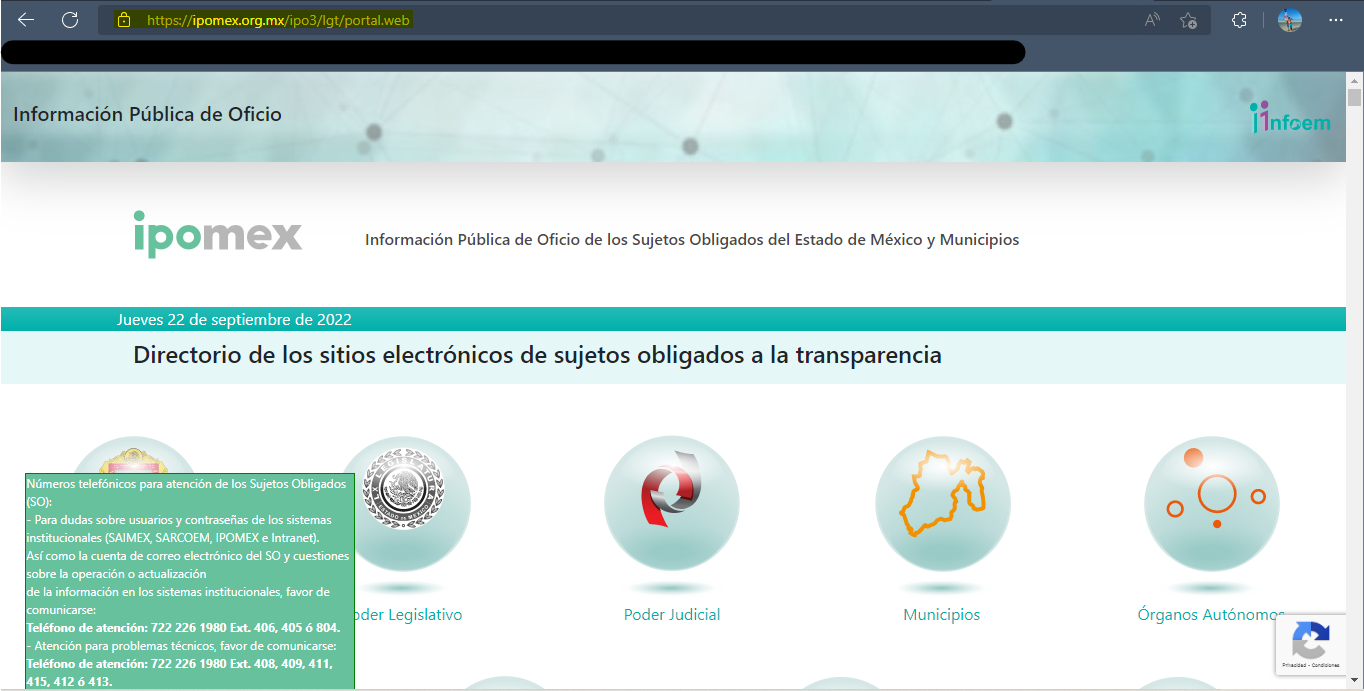 https://ipomex.org.mx/ipo3/lgt/portal.web
Información Pública de Oficio
infoem
ipomex
Información Pública de Oficio de los Sujetos Obligados del Estado de México y Municipios
Jueves 22 de septiembre de 2022
Directorio de los sitios electrónicos de sujetos obligados a la transparencia
Números telefónicos para atención de los Sujetos Obligados
(SO):
- Para dudas sobre usuarios y contraseñas de los sistemas
institucionales (SAIMEX, SARCOEM, IPOMEX e Intranet).
Así como la cuenta de correo electrónico del SO y cuestiones
sobre la operación o actualización
de la información en los sistemas institucionales, favor de
comunicarse:
Teléfono de atención: 722 226 1980 Ext. 406, 405 ó 804.
- Atención para problemas técnicos, favor de comunicarse:
Teléfono de atención: 722 226 1980 Ext. 408, 409, 411,
415, 412 ó 413.
oder Legislativo
Poder Judicial
Municipios
Órganos Autónomos
Privacidad - Condiciones